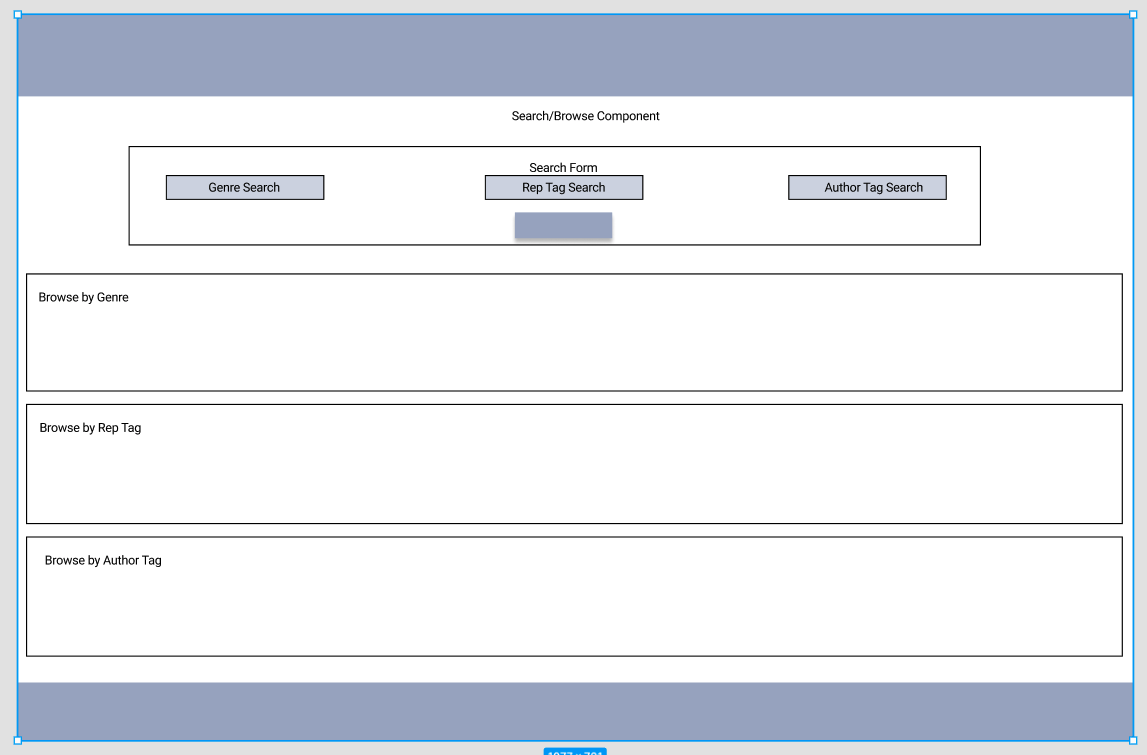 Search/Browse Component
Search Form
Genre Search
Rep Tag Search
Author Tag Search
Browse by Genre
Browse by Rep Tag
Browse by Author Tag